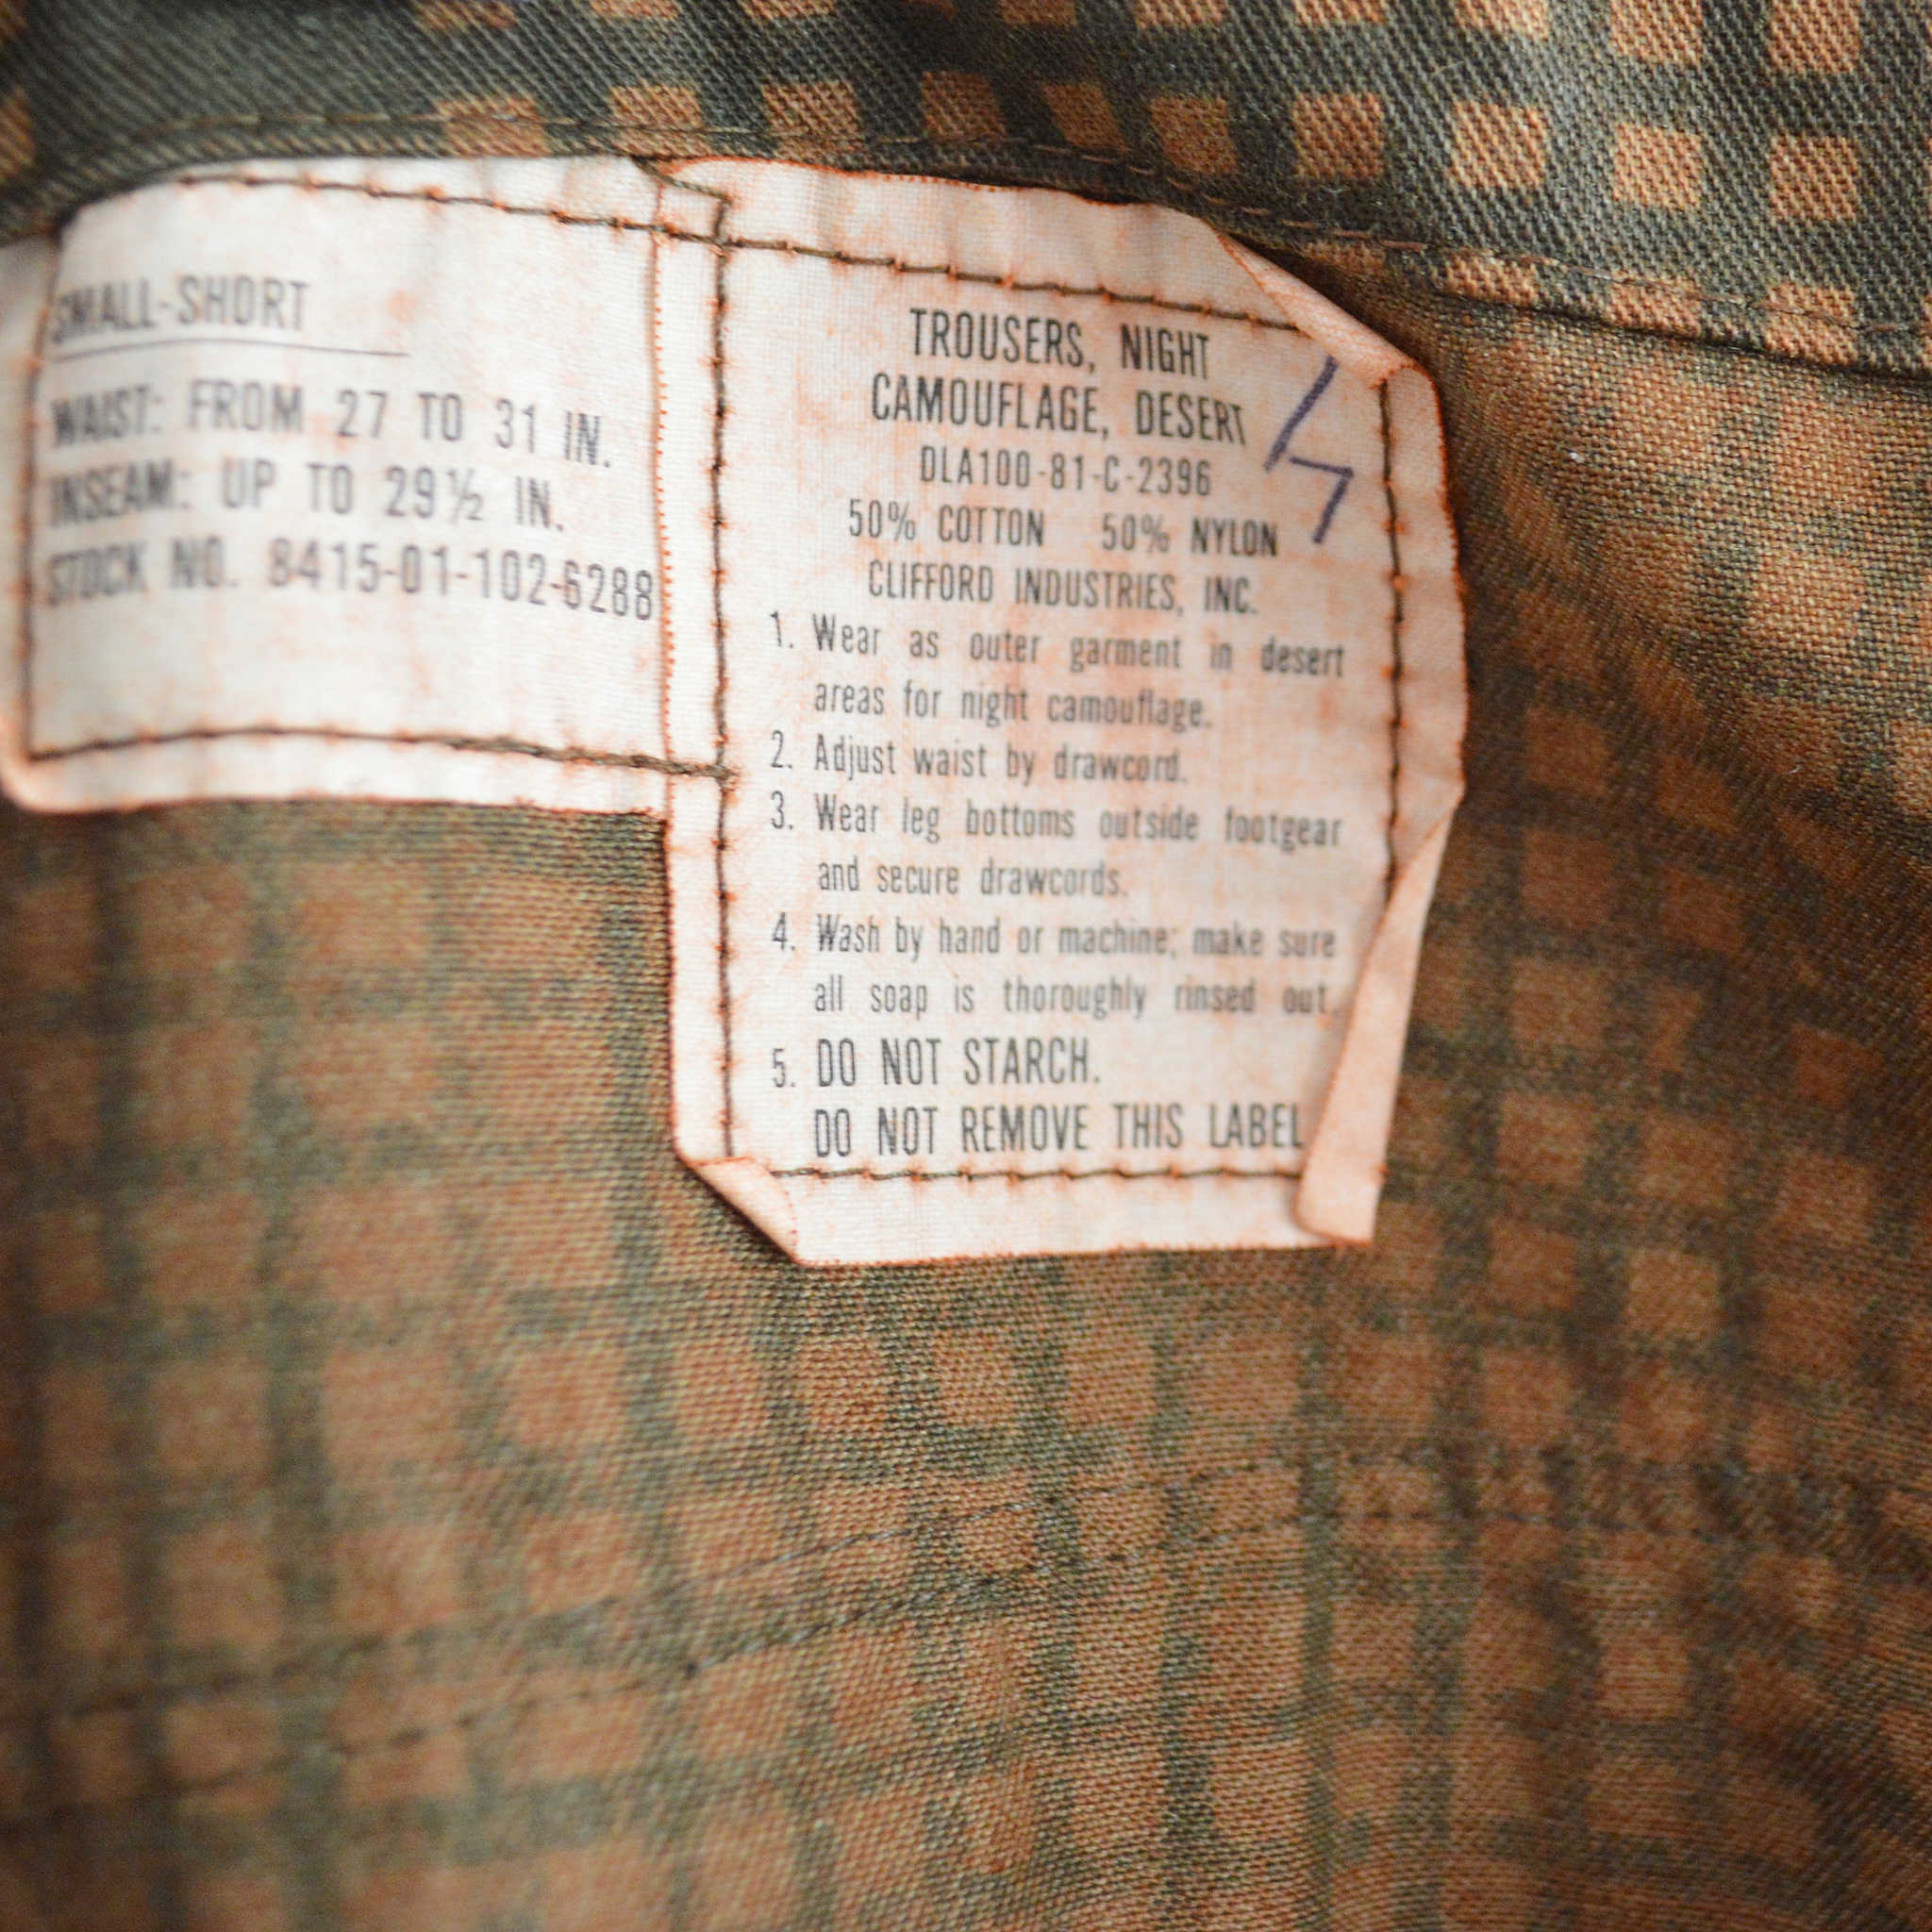 SMALL-SHORT
WAIST: FROM 27 TO 31 IN.
INSEAM: UP TO 29½ IN.
STOCK NO. 8415-01-102-6288
TROUSERS, NIGHT
CAMOUFLAGE, DESERT
DLA100-81-C-2396
50% COTTON 50% NYLON
CLIFFORD INDUSTRIES, INC.
1. Wear as outer garment in desert
areas for night camouflage.
2. Adjust waist by drawcord.
3. Wear leg bottoms outside footgear
and secure drawcords.
4. Wash by hand or machine; make sure
all soap is thoroughly rinsed out.
5. DO NOT STARCH.
DO NOT REMOVE THIS LABEL